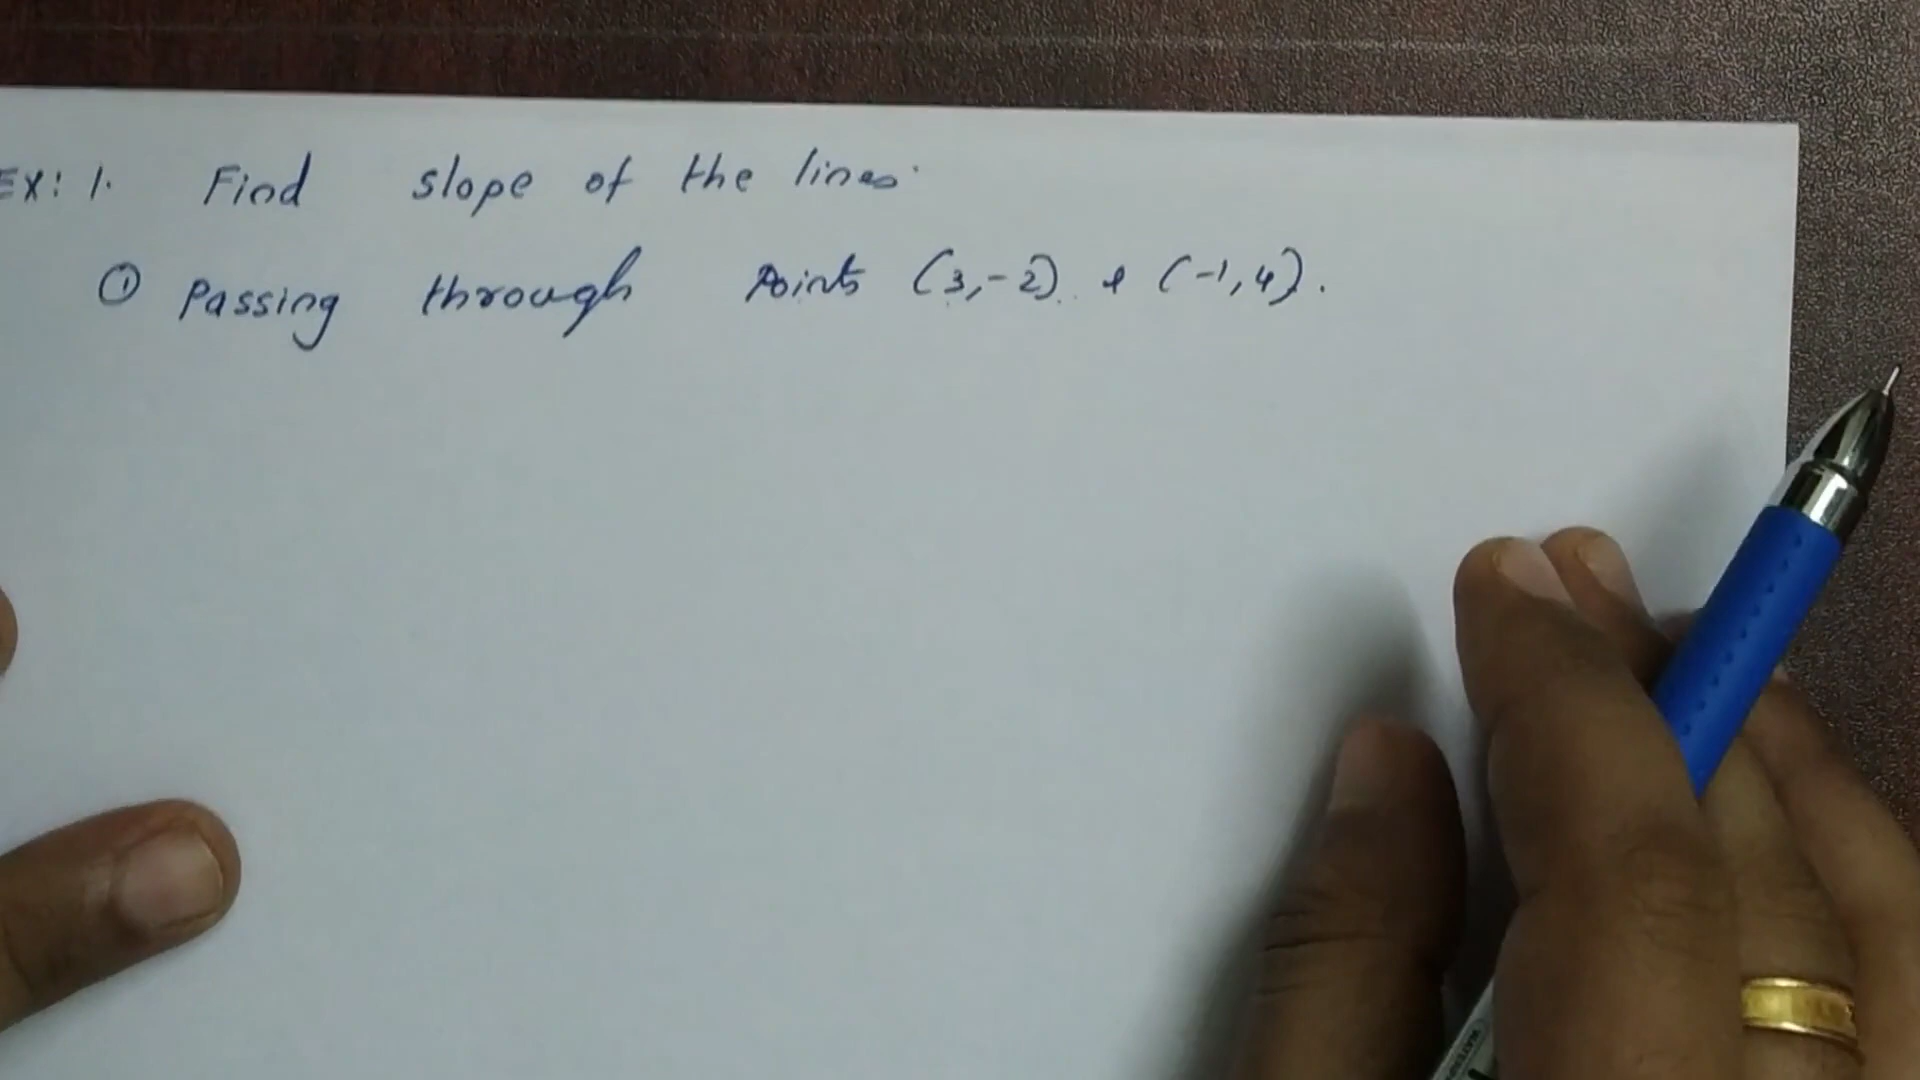 Ex: 1. Find slope of the lines.
① Passing through points (3,-2) & (-1,4).